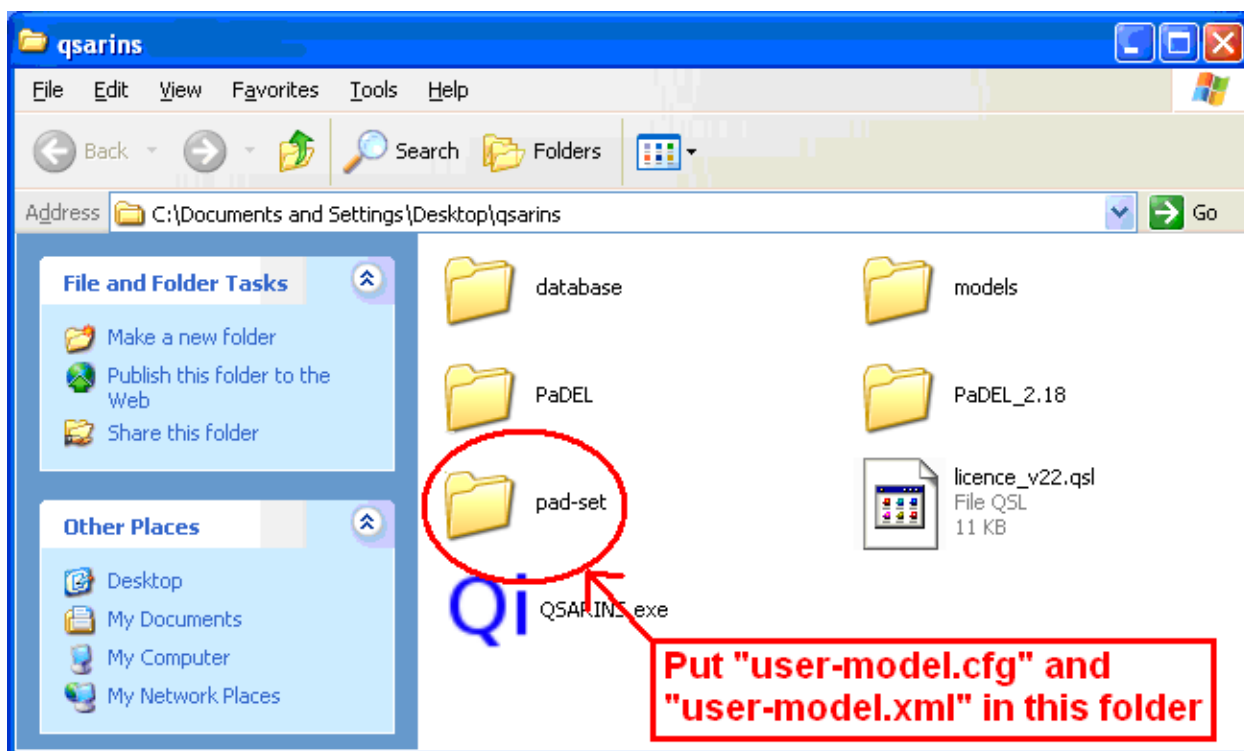 qsarins
File Edit View Favorites Tools Help
Back Search Folders
Address C:\Documents and Settings\Desktop\qsarins Go
File and Folder Tasks
Make a new folder
Publish this folder to the
Web
Share this folder
Other Places
Desktop
My Documents
My Computer
My Network Places
database
models
PaDEL
PaDEL_2.18
pad-set
licence_v22.qsl
File QSL
11 KB
Qi
QSARINS.exe
Put "user-model.cfg" and
"user-model.xml" in this folder